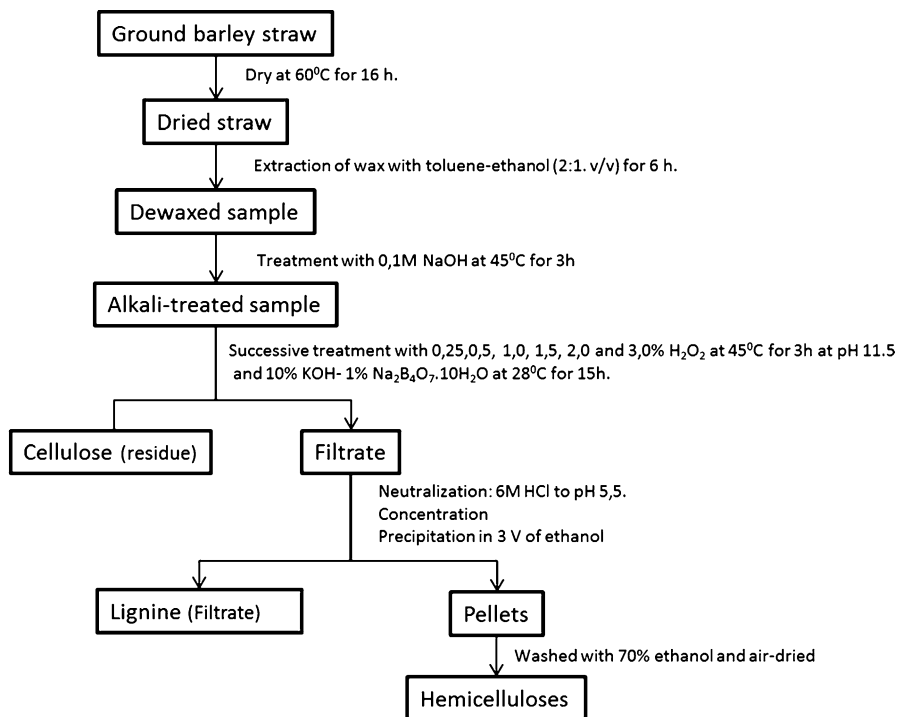 Ground barley straw
Dry at 60⁰C for 16 h.
Dried straw
Extraction of wax with toluene-ethanol (2:1. v/v) for 6 h.
Dewaxed sample
Treatment with 0,1M NaOH at 45⁰C for 3h
Alkali-treated sample
Successive treatment with 0,25,0,5, 1,0, 1,5, 2,0 and 3,0% H₂O₂ at 45⁰C for 3h at pH 11.5
and 10% KOH- 1% Na₂B₄O₇.10H₂O at 28⁰C for 15h.
Cellulose (residue)
Filtrate
Neutralization: 6M HCl to pH 5,5.
Concentration
Precipitation in 3 V of ethanol
Lignine (Filtrate)
Pellets
Washed with 70% ethanol and air-dried
Hemicelluloses